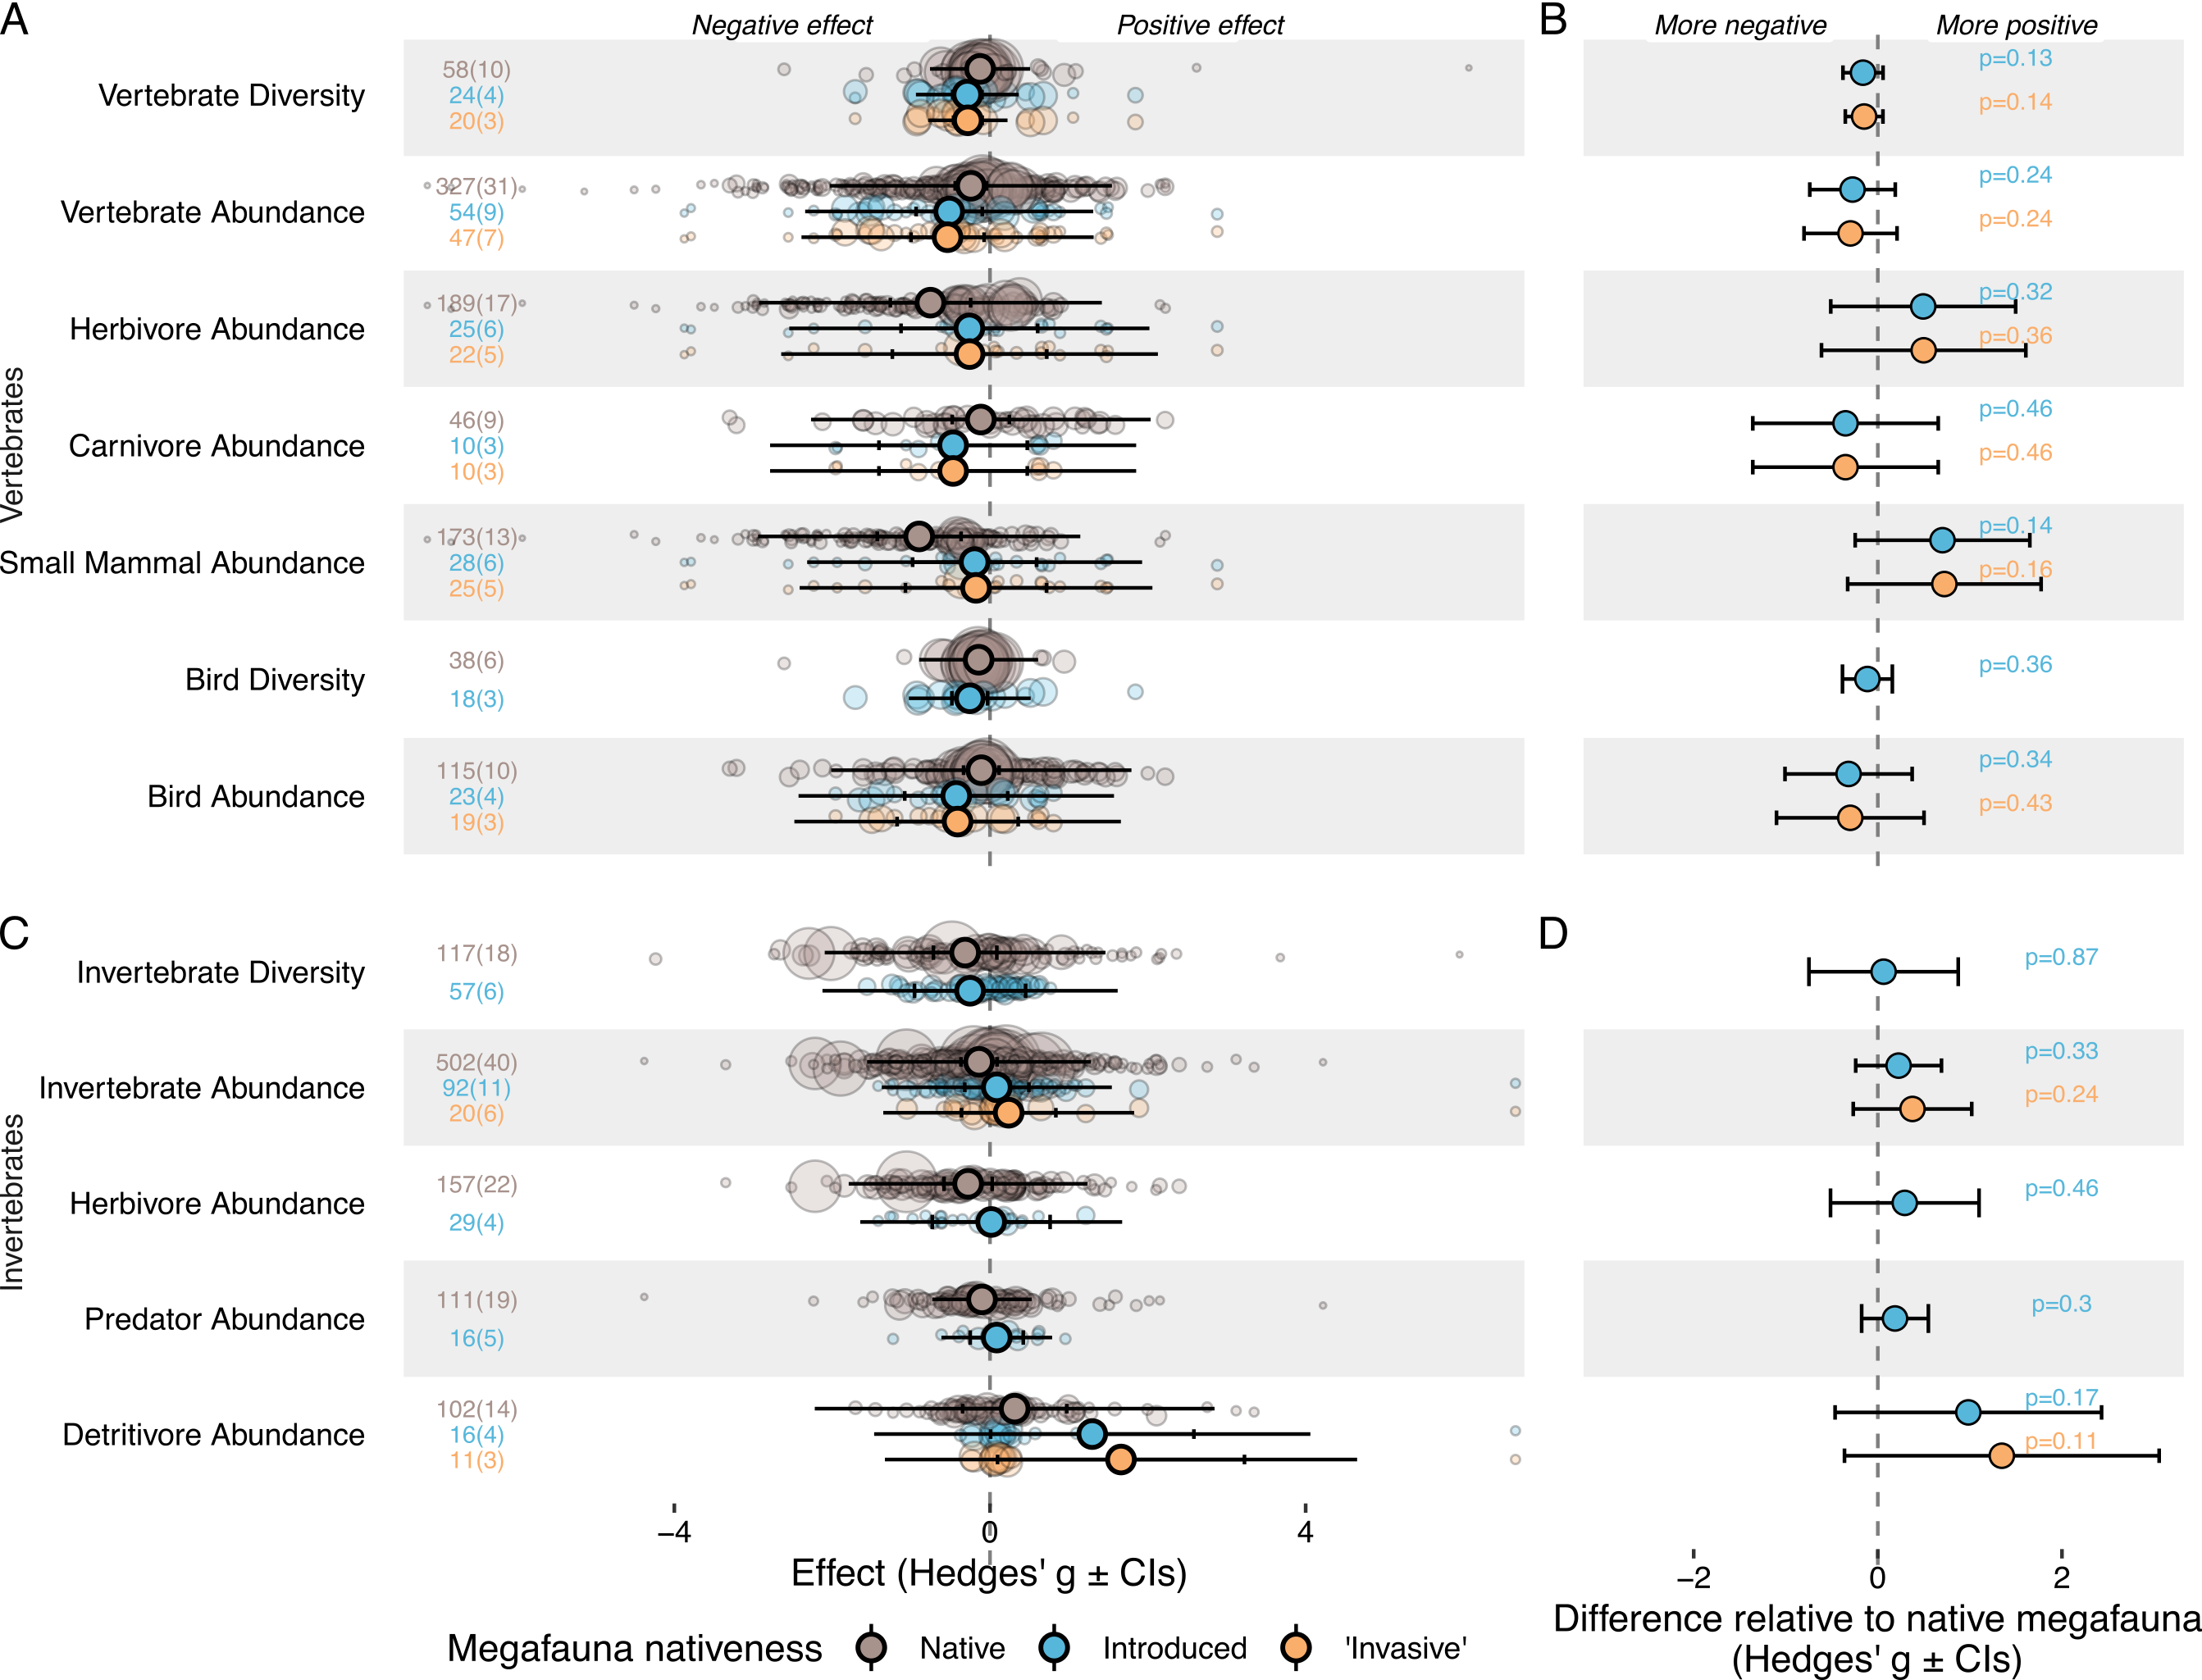 A
Negative effect
Positive effect
B
More negative
More positive
Vertebrates
Vertebrate Diversity
58(10)
24(4)
20(3)
p=0.13
p=0.14
Vertebrate Abundance
327(31)
54(9)
47(7)
p=0.24
p=0.24
Herbivore Abundance
189(17)
25(6)
22(5)
p=0.32
p=0.36
Carnivore Abundance
46(9)
10(3)
10(3)
p=0.46
p=0.46
Small Mammal Abundance
173(13)
28(6)
25(5)
p=0.14
p=0.16
Bird Diversity
38(6)
18(3)
p=0.36
Bird Abundance
115(10)
23(4)
19(3)
p=0.34
p=0.43
C
D
Invertebrates
Invertebrate Diversity
117(18)
57(6)
p=0.87
Invertebrate Abundance
502(40)
92(11)
20(6)
p=0.33
p=0.24
Herbivore Abundance
157(22)
29(4)
p=0.46
Predator Abundance
111(19)
16(5)
p=0.3
Detritivore Abundance
102(14)
16(4)
11(3)
p=0.17
p=0.11
−4 0 4
Effect (Hedges' g ± CIs)
−2 0 2
Difference relative to native megafauna
(Hedges' g ± CIs)
Megafauna nativeness Native Introduced 'Invasive'